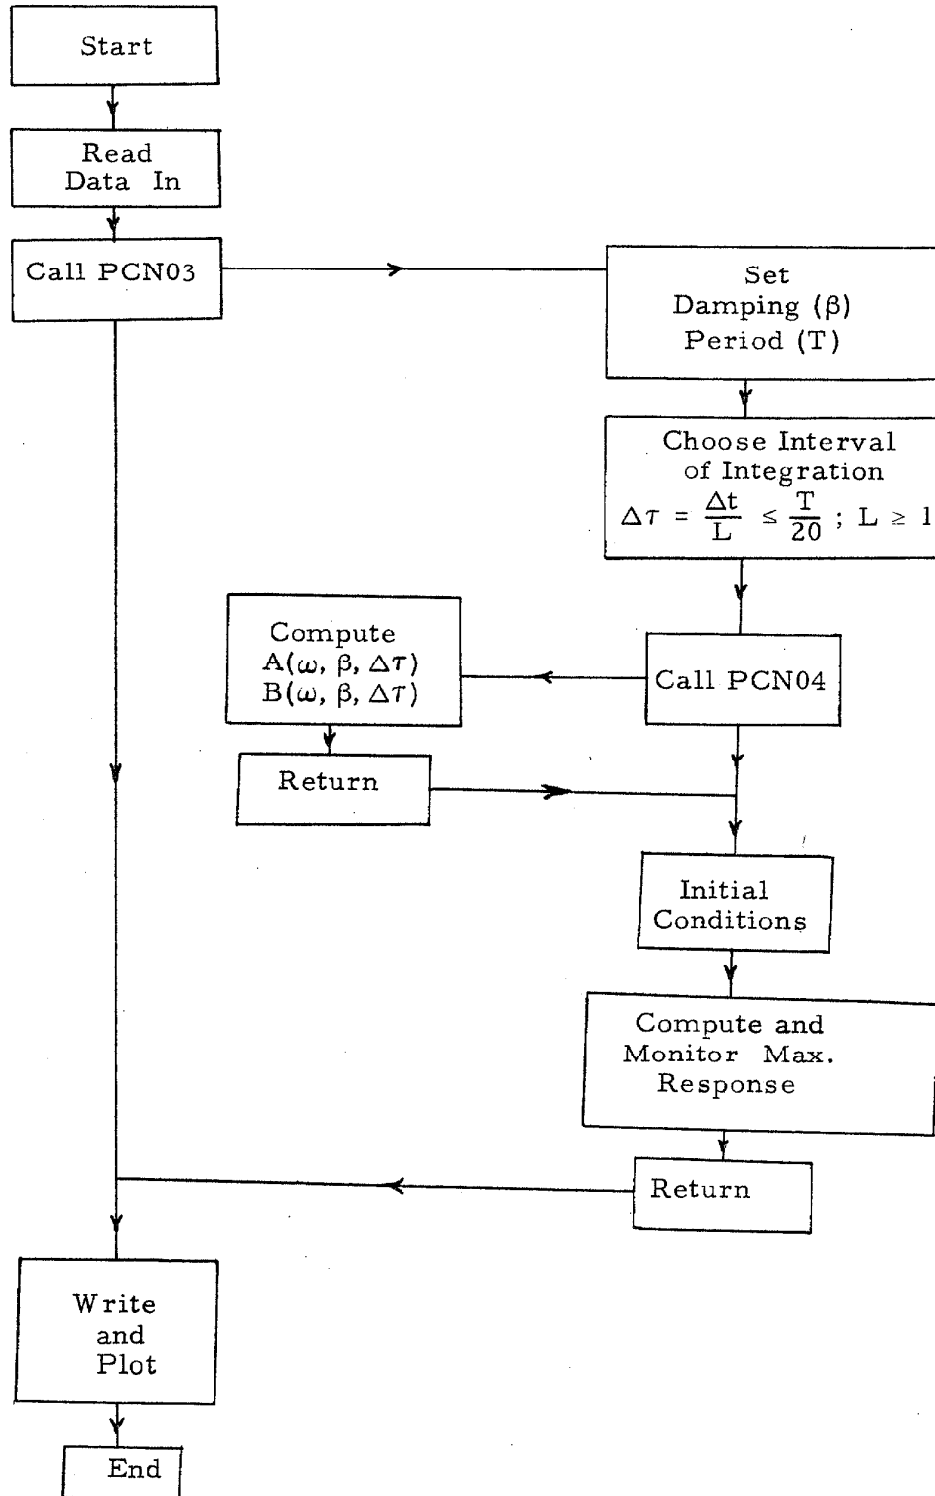 Start
Read
Data In
Call PCN03
Set
Damping (β)
Period (T)
Choose Interval
of Integration
Δτ = Δt/L ≤ T/20 ; L ≥ 1
Call PCN04
Compute
A(ω, β, Δτ)
B(ω, β, Δτ)
Return
Initial
Conditions
Compute and
Monitor Max.
Response
Return
Write
and
Plot
End